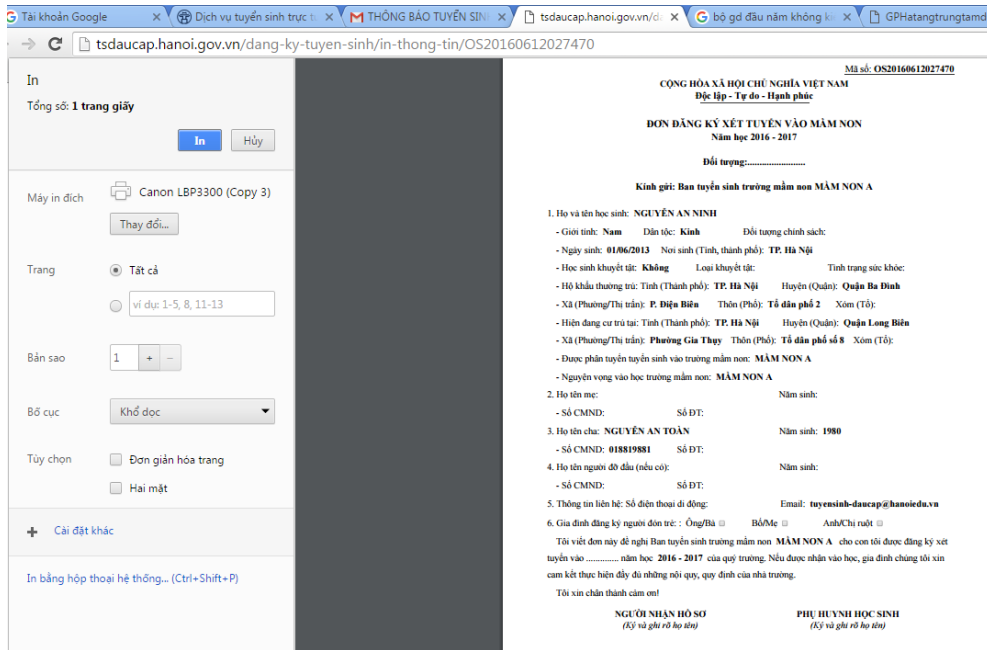 Tài khoản Google
Dịch vụ tuyển sinh trực t
THÔNG BÁO TUYỂN SIN
tsdaucap.hanoi.gov.vn/d
bộ gd đầu năm không ki
GPHatangtrungtamd
tsdaucap.hanoi.gov.vn/dang-ky-tuyen-sinh/in-thong-tin/OS20160612027470
In
Tổng số: 1 trang giấy
In Hủy
Máy in đích Canon LBP3300 (Copy 3)
Thay đổi...
Trang Tất cả
ví dụ: 1-5, 8, 11-13
Bản sao 1 + −
Bố cục Khổ dọc
Tùy chọn Đơn giản hóa trang
Hai mặt
+ Cài đặt khác
In bằng hộp thoại hệ thống... (Ctrl+Shift+P)
Mã số: OS20160612027470
CỘNG HÒA XÃ HỘI CHỦ NGHĨA VIỆT NAM
Độc lập - Tự do - Hạnh phúc
ĐƠN ĐĂNG KÝ XÉT TUYỂN VÀO MẦM NON
Năm học 2016 - 2017
Đối tượng:.......................
Kính gửi: Ban tuyển sinh trường mầm non MẦM NON A
1. Họ và tên học sinh: NGUYỄN AN NINH
- Giới tính: Nam Dân tộc: Kinh Đối tượng chính sách:
- Ngày sinh: 01/06/2013 Nơi sinh (Tỉnh, thành phố): TP. Hà Nội
- Học sinh khuyết tật: Không Loại khuyết tật: Tình trạng sức khỏe:
- Hộ khẩu thường trú: Tỉnh (Thành phố): TP. Hà Nội Huyện (Quận): Quận Ba Đình
- Xã (Phường/Thị trấn): P. Điện Biên Thôn (Phố): Tổ dân phố 2 Xóm (Tổ):
- Hiện đang cư trú tại: Tỉnh (Thành phố): TP. Hà Nội Huyện (Quận): Quận Long Biên
- Xã (Phường/Thị trấn): Phường Gia Thụy Thôn (Phố): Tổ dân phố số 8 Xóm (Tổ):
- Được phân tuyến tuyển sinh vào trường mầm non: MẦM NON A
- Nguyện vọng vào học trường mầm non: MẦM NON A
2. Họ tên mẹ: Năm sinh:
- Số CMND: Số ĐT:
3. Họ tên cha: NGUYỄN AN TOÀN Năm sinh: 1980
- Số CMND: 018819881 Số ĐT:
4. Họ tên người đỡ đầu (nếu có): Năm sinh:
- Số CMND: Số ĐT:
5. Thông tin liên hệ: Số điện thoại di động: Email: tuyensinh-daucap@hanoiedu.vn
6. Gia đình đăng ký người đón trẻ: : Ông/Bà Bố/Mẹ Anh/Chị ruột
Tôi viết đơn này đề nghị Ban tuyển sinh trường mầm non MẦM NON A cho con tôi được đăng ký xét
tuyển vào ............. năm học 2016 - 2017 của quý trường. Nếu được nhận vào học, gia đình chúng tôi xin
cam kết thực hiện đầy đủ những nội quy, quy định của nhà trường.
Tôi xin chân thành cảm ơn!
NGƯỜI NHẬN HỒ SƠ PHỤ HUYNH HỌC SINH
(Ký và ghi rõ họ tên) (Ký và ghi rõ họ tên)